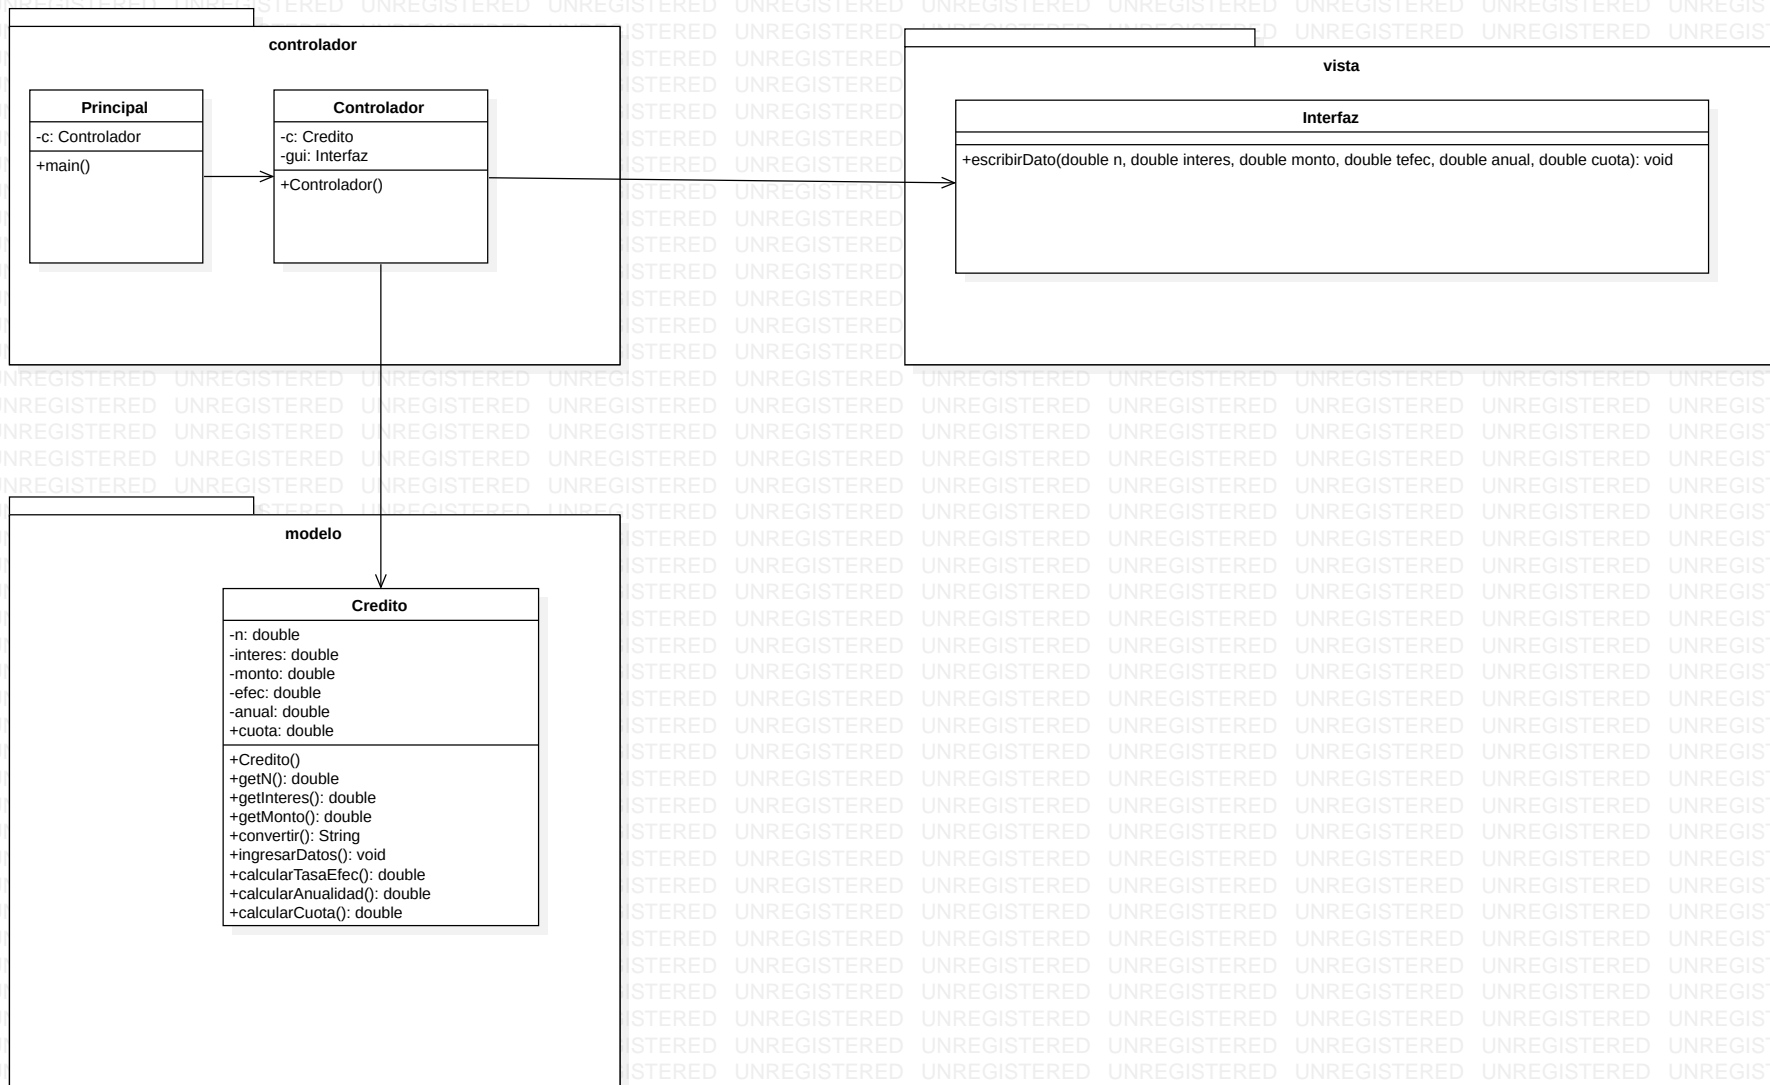 controlador
Principal
-c: Controlador
+main()
Controlador
-c: Credito
-gui: Interfaz
+Controlador()
vista
Interfaz
+escribirDato(double n, double interes, double monto, double tefec, double anual, double cuota): void
modelo
Credito
-n: double
-interes: double
-monto: double
-efec: double
-anual: double
+cuota: double
+Credito()
+getN(): double
+getInteres(): double
+getMonto(): double
+convertir(): String
+ingresarDatos(): void
+calcularTasaEfec(): double
+calcularAnualidad(): double
+calcularCuota(): double
UNREGISTERED